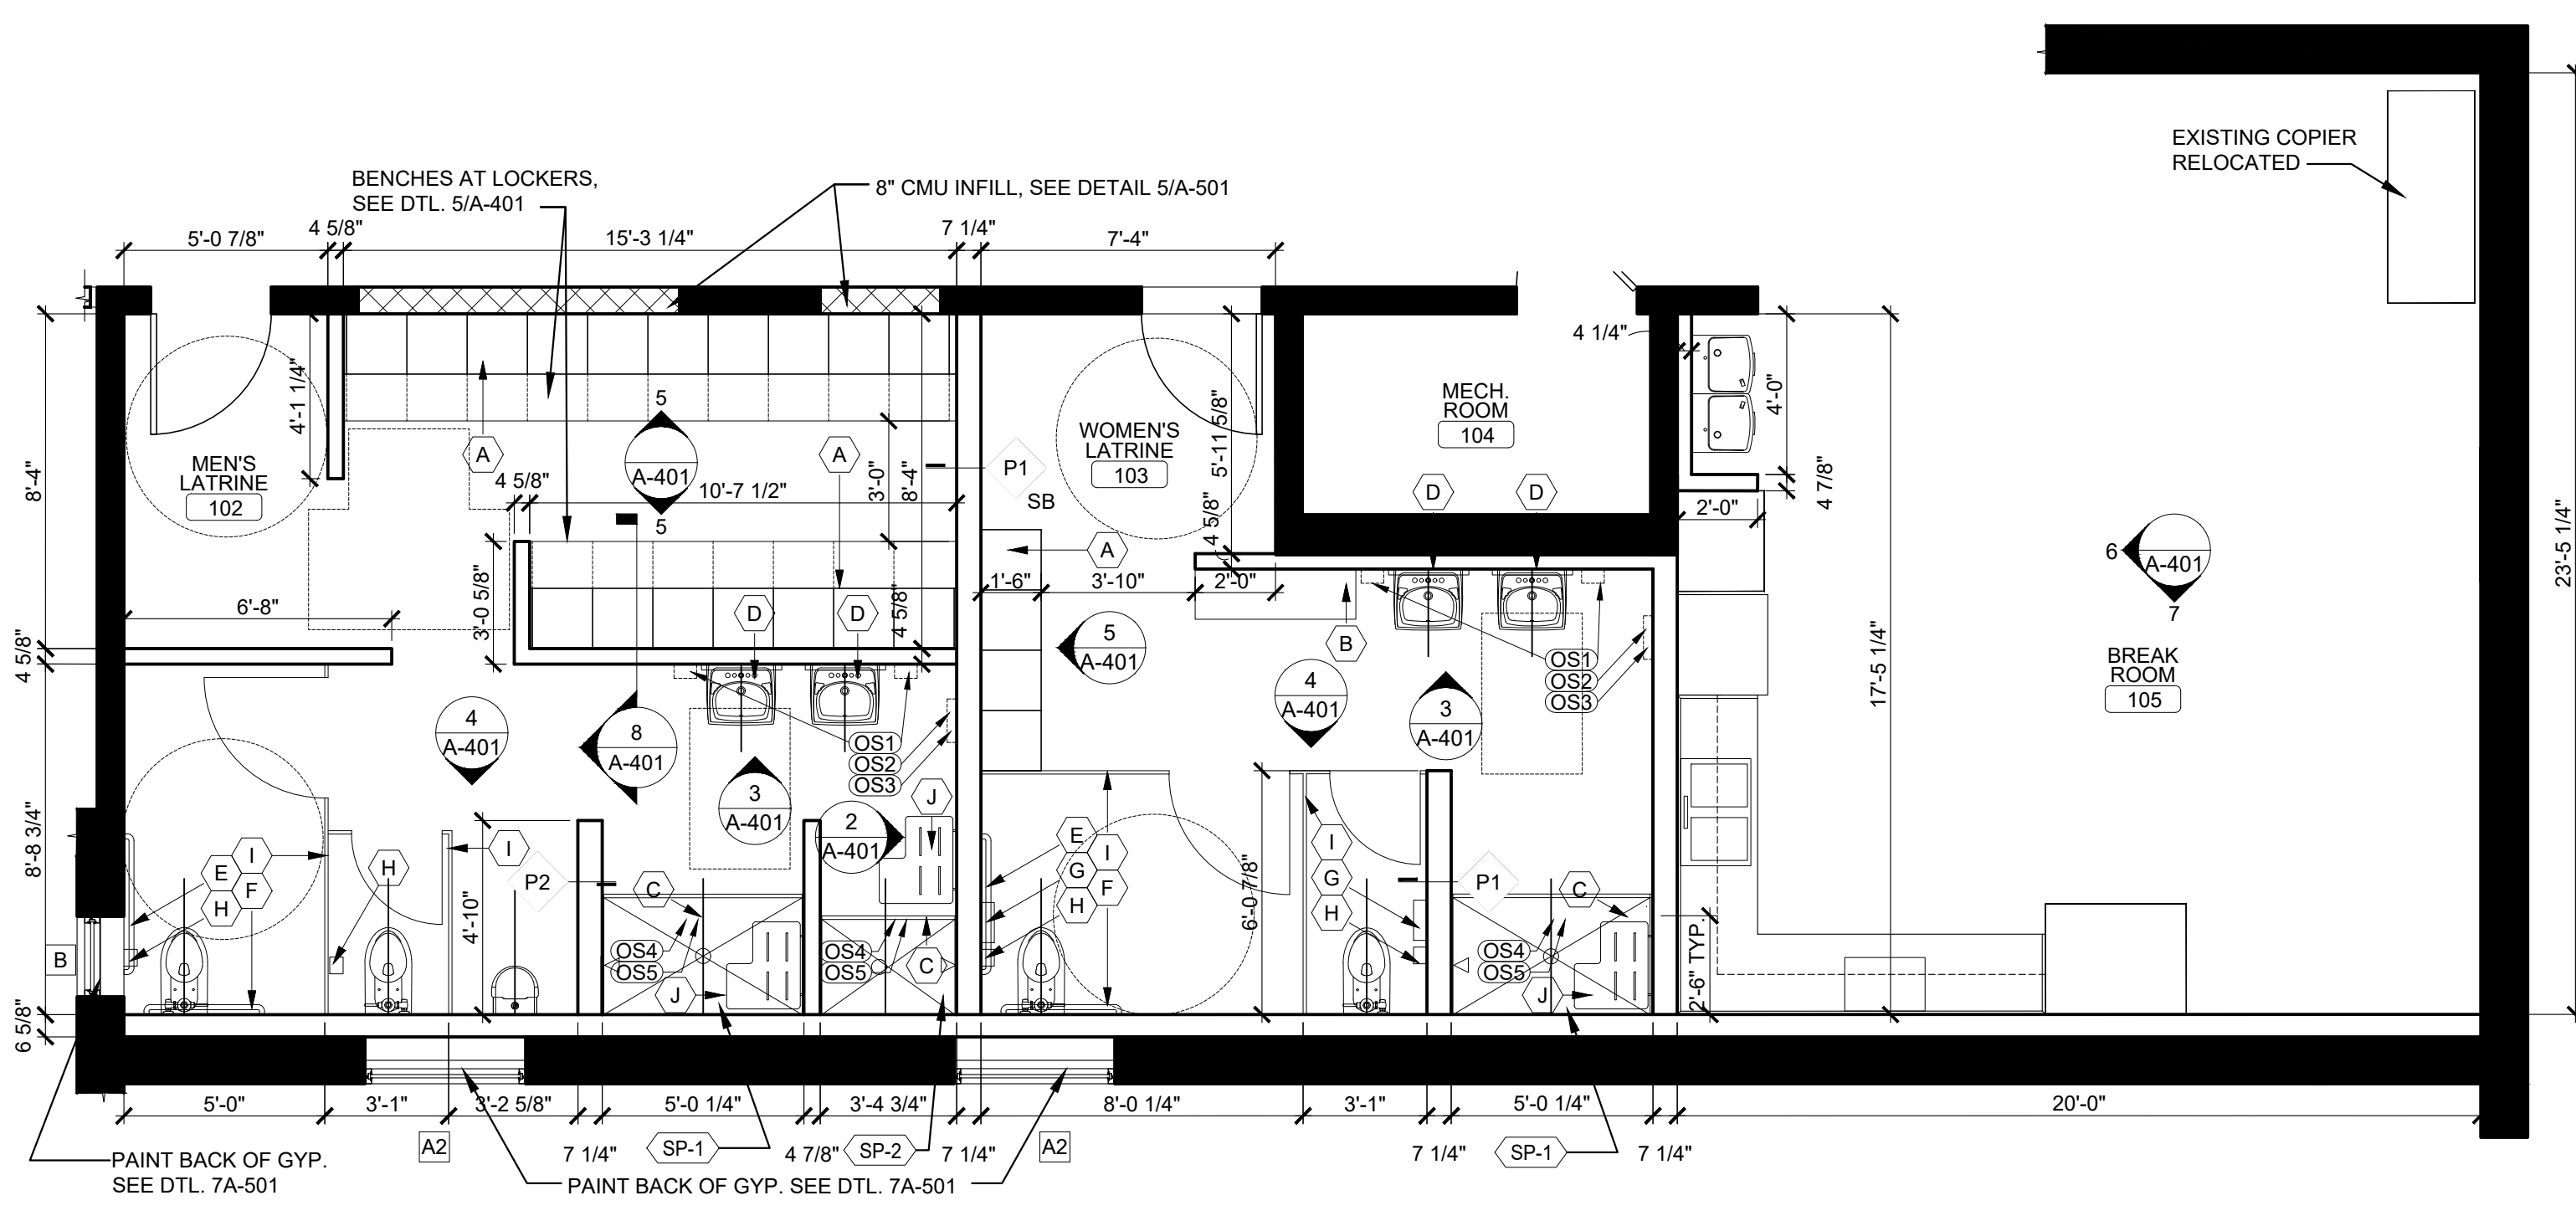 EXISTING COPIER
RELOCATED
BENCHES AT LOCKERS,
SEE DTL. 5/A-401
8" CMU INFILL, SEE DETAIL 5/A-501
5'-0 7/8"
4 5/8"
15'-3 1/4"
7 1/4"
7'-4"
8'-4"
4 5/8"
8'-8 3/4"
6 5/8"
MEN'S
LATRINE
102
4'-1 1/4"
A
5
A-401
5
A
4 5/8"
10'-7 1/2"
3'-0"
8'-4"
P1
SB
WOMEN'S
LATRINE
103
5'-11 5/8"
4 5/8"
MECH.
ROOM
104
4 1/4"
4'-0"
4 7/8"
2'-0"
D
D
A
1'-6"
3'-10"
2'-0"
6'-8"
3'-0 5/8"
D
D
4 5/8"
5
A-401
B
4
A-401
3
A-401
OS1
OS2
OS3
17'-5 1/4"
6
A-401
7
BREAK
ROOM
105
23'-5 1/4"
4
A-401
8
A-401
3
A-401
OS1
OS2
OS3
J
2
A-401
E
I
F
H
H
I
P2
4'-10"
C
OS4
OS5
J
OS4
OS5
C
E
I
G
F
H
6'-0 7/8"
I
G
H
P1
C
OS4
OS5
J
2'-6" TYP.
B
5'-0"
3'-1"
3'-2 5/8"
5'-0 1/4"
3'-4 3/4"
8'-0 1/4"
3'-1"
5'-0 1/4"
20'-0"
A2
7 1/4"
SP-1
4 7/8"
SP-2
7 1/4"
A2
7 1/4"
SP-1
7 1/4"
PAINT BACK OF GYP.
SEE DTL. 7A-501
PAINT BACK OF GYP. SEE DTL. 7A-501